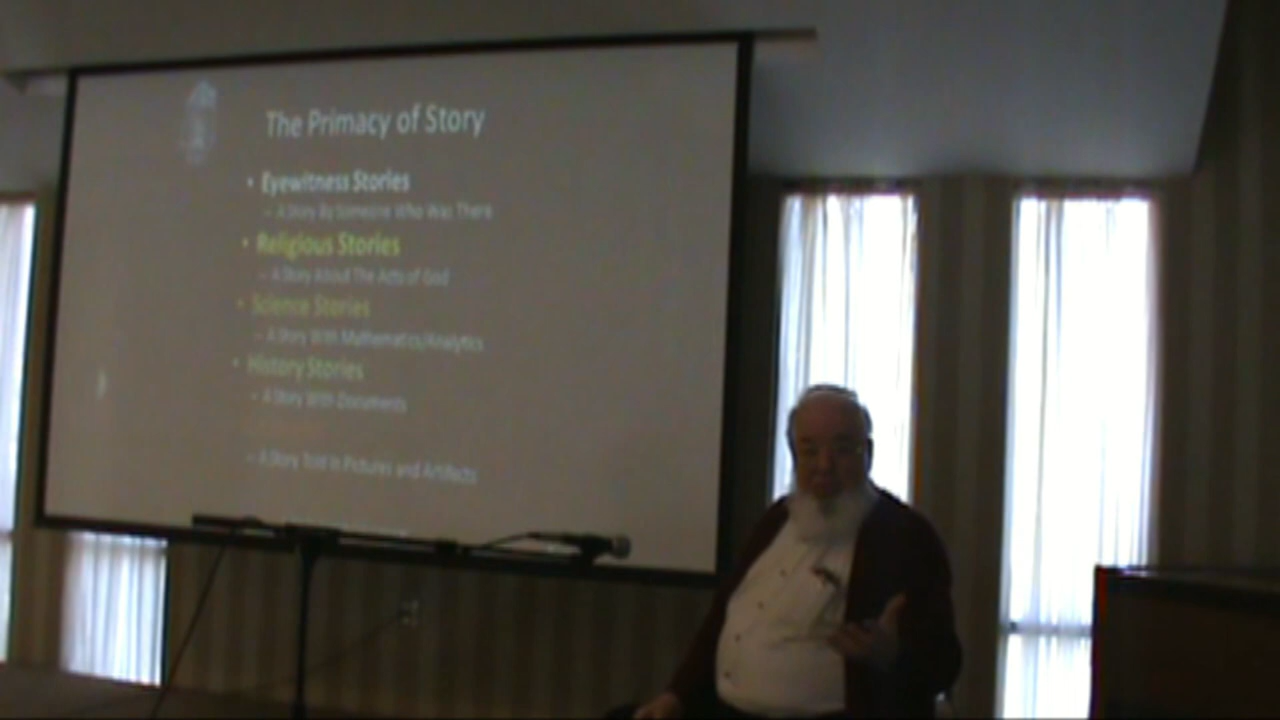 The Primacy of Story
• Eyewitness Stories
– A Story By Someone Who Was There
• Religious Stories
– A Story About The Acts of God
• Science Stories
– A Story With Mathematics/Analytics
• History Stories
– A Story With Documents
– A Story Told in Pictures and Artifacts